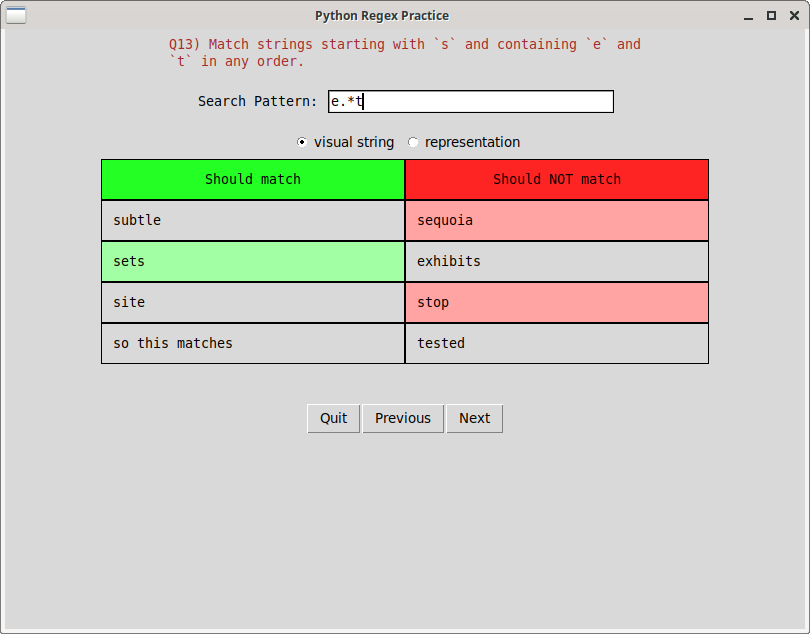 Python Regex Practice
Q13) Match strings starting with `s` and containing `e` and
`t` in any order.
Search Pattern: e.*t
visual string representation
Should match Should NOT match
subtle sequoia
sets exhibits
site stop
so this matches tested
Quit Previous Next